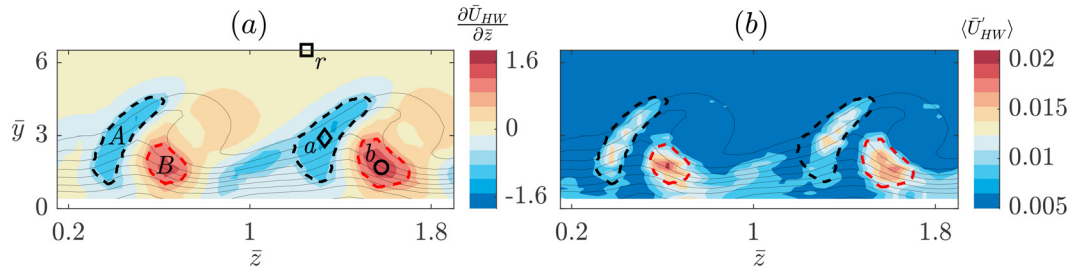 (a)
∂Ū_HW/∂z̄
(b)
⟨Ū′_HW⟩
6
ȳ
3
0
A
B
r
a
b
0.2
1
1.8
z̄
1.6
0
-1.6
0.2
1
1.8
z̄
0.02
0.015
0.01
0.005